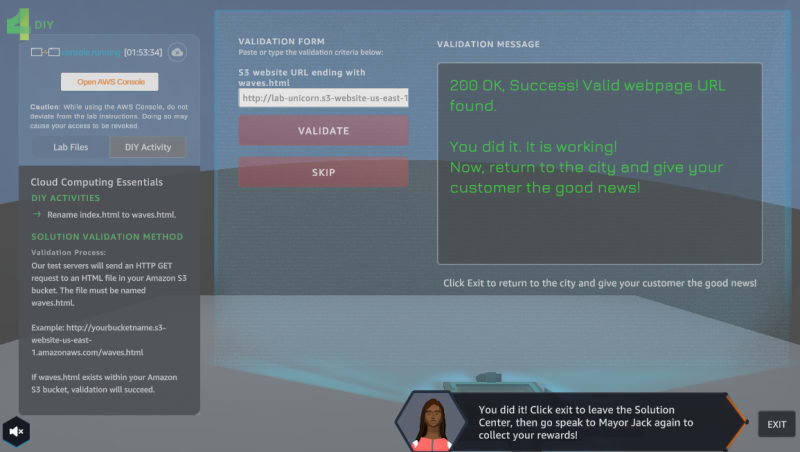 4 DIY
console running [01:53:34]
Open AWS Console
Caution: While using the AWS Console, do not
deviate from the lab instructions. Doing so may
cause your access to be revoked.
Lab Files
DIY Activity
Cloud Computing Essentials
DIY ACTIVITIES
→ Rename index.html to waves.html.
SOLUTION VALIDATION METHOD
Validation Process:
Our test servers will send an HTTP GET
request to an HTML file in your Amazon S3
bucket. The file must be named
waves.html.
Example: http://yourbucketname.s3-
website-us-east-
1.amazonaws.com/waves.html
If waves.html exists within your Amazon
S3 bucket, validation will succeed.
VALIDATION FORM
Paste or type the validation criteria below:
S3 website URL ending with
waves.html
http://lab-unicorn.s3-website-us-east-1
VALIDATE
SKIP
VALIDATION MESSAGE
200 OK, Success! Valid webpage URL
found.
You did it. It is working!
Now, return to the city and give your
customer the good news!
Click Exit to return to the city and give your customer the good news!
You did it! Click exit to leave the Solution
Center, then go speak to Mayor Jack again to
collect your rewards!
EXIT